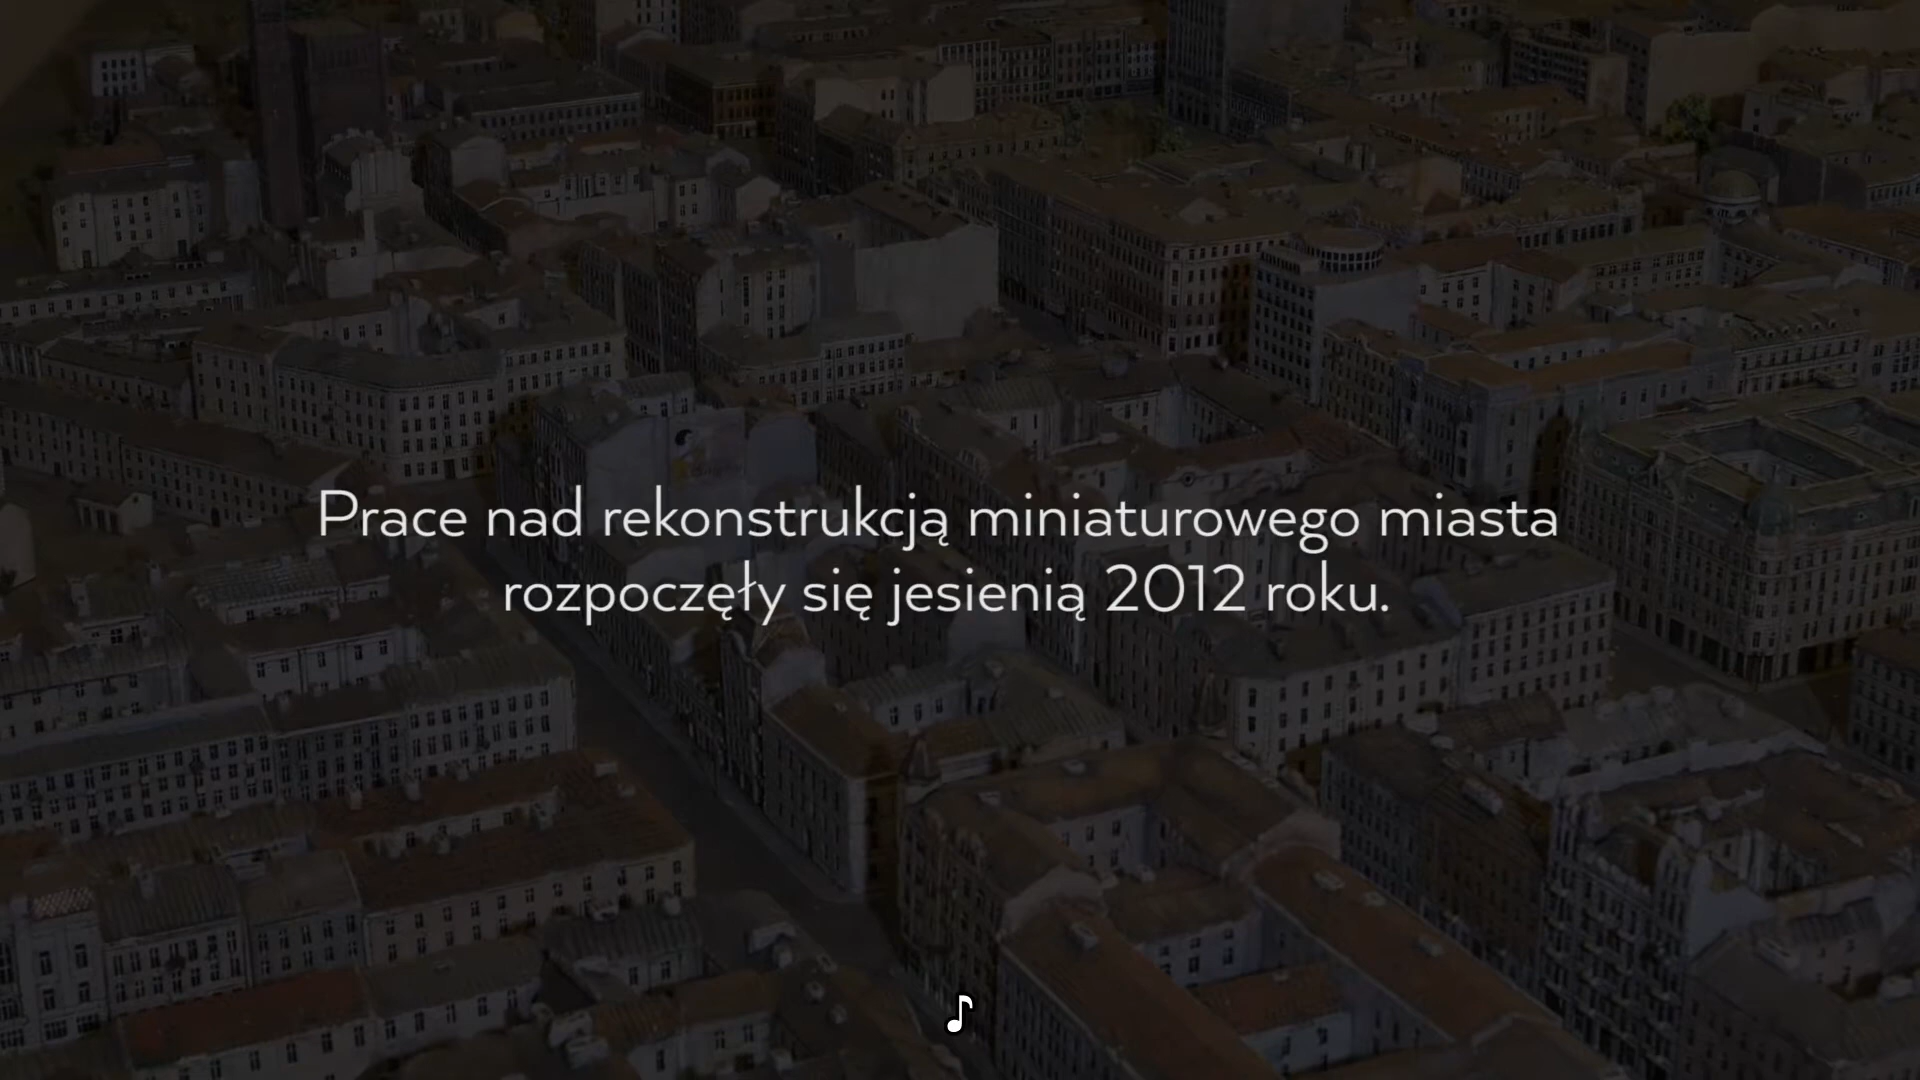 Prace nad rekonstrukcją miniaturowego miasta
rozpoczęły się jesienią 2012 roku.
♪